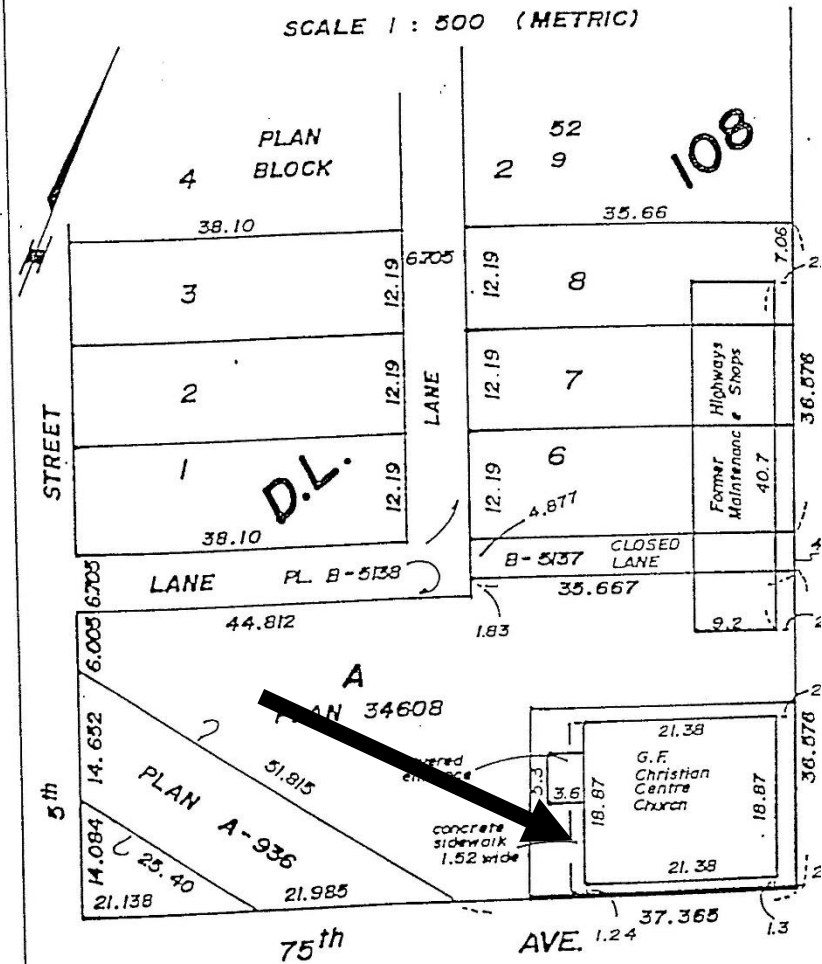 SCALE 1 : 500 (METRIC)
PLAN
BLOCK
52
2 9
108
4
38.10
35.66
7.06
6.705
3
12.19
12.19
8
2
12.19
LANE
12.19
7
Former Highways
Maintenance Shops
40.7
36.576
STREET
1
D.L.
12.19
12.19
6
4.877
38.10
B-5137
CLOSED
LANE
LANE
PL. B-5138
6.705
35.667
44.812
1.83
9.2
6.005
A
PLAN 34608
14.652
51.815
PLAN A-936
21.38
G.F.
Christian
Centre
Church
5.3
3.6
18.87
18.87
36.576
concrete
sidewalk
1.52 wide
5th
14.084
25.40
21.38
21.138
21.985
37.365
1.24
1.3
75th AVE.